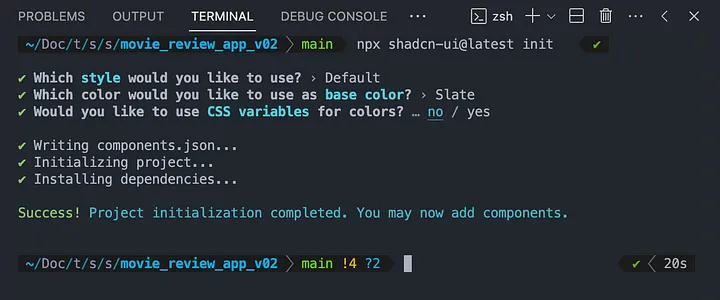 PROBLEMS OUTPUT TERMINAL DEBUG CONSOLE ··· zsh ···
~/Doc/t/s/s/movie_review_app_v02 main npx shadcn-ui@latest init ✔
✔ Which style would you like to use? › Default
✔ Which color would you like to use as base color? › Slate
✔ Would you like to use CSS variables for colors? … no / yes
✔ Writing components.json...
✔ Initializing project...
✔ Installing dependencies...
Success! Project initialization completed. You may now add components.
~/Doc/t/s/s/movie_review_app_v02 main !4 ?2 ✔ 20s